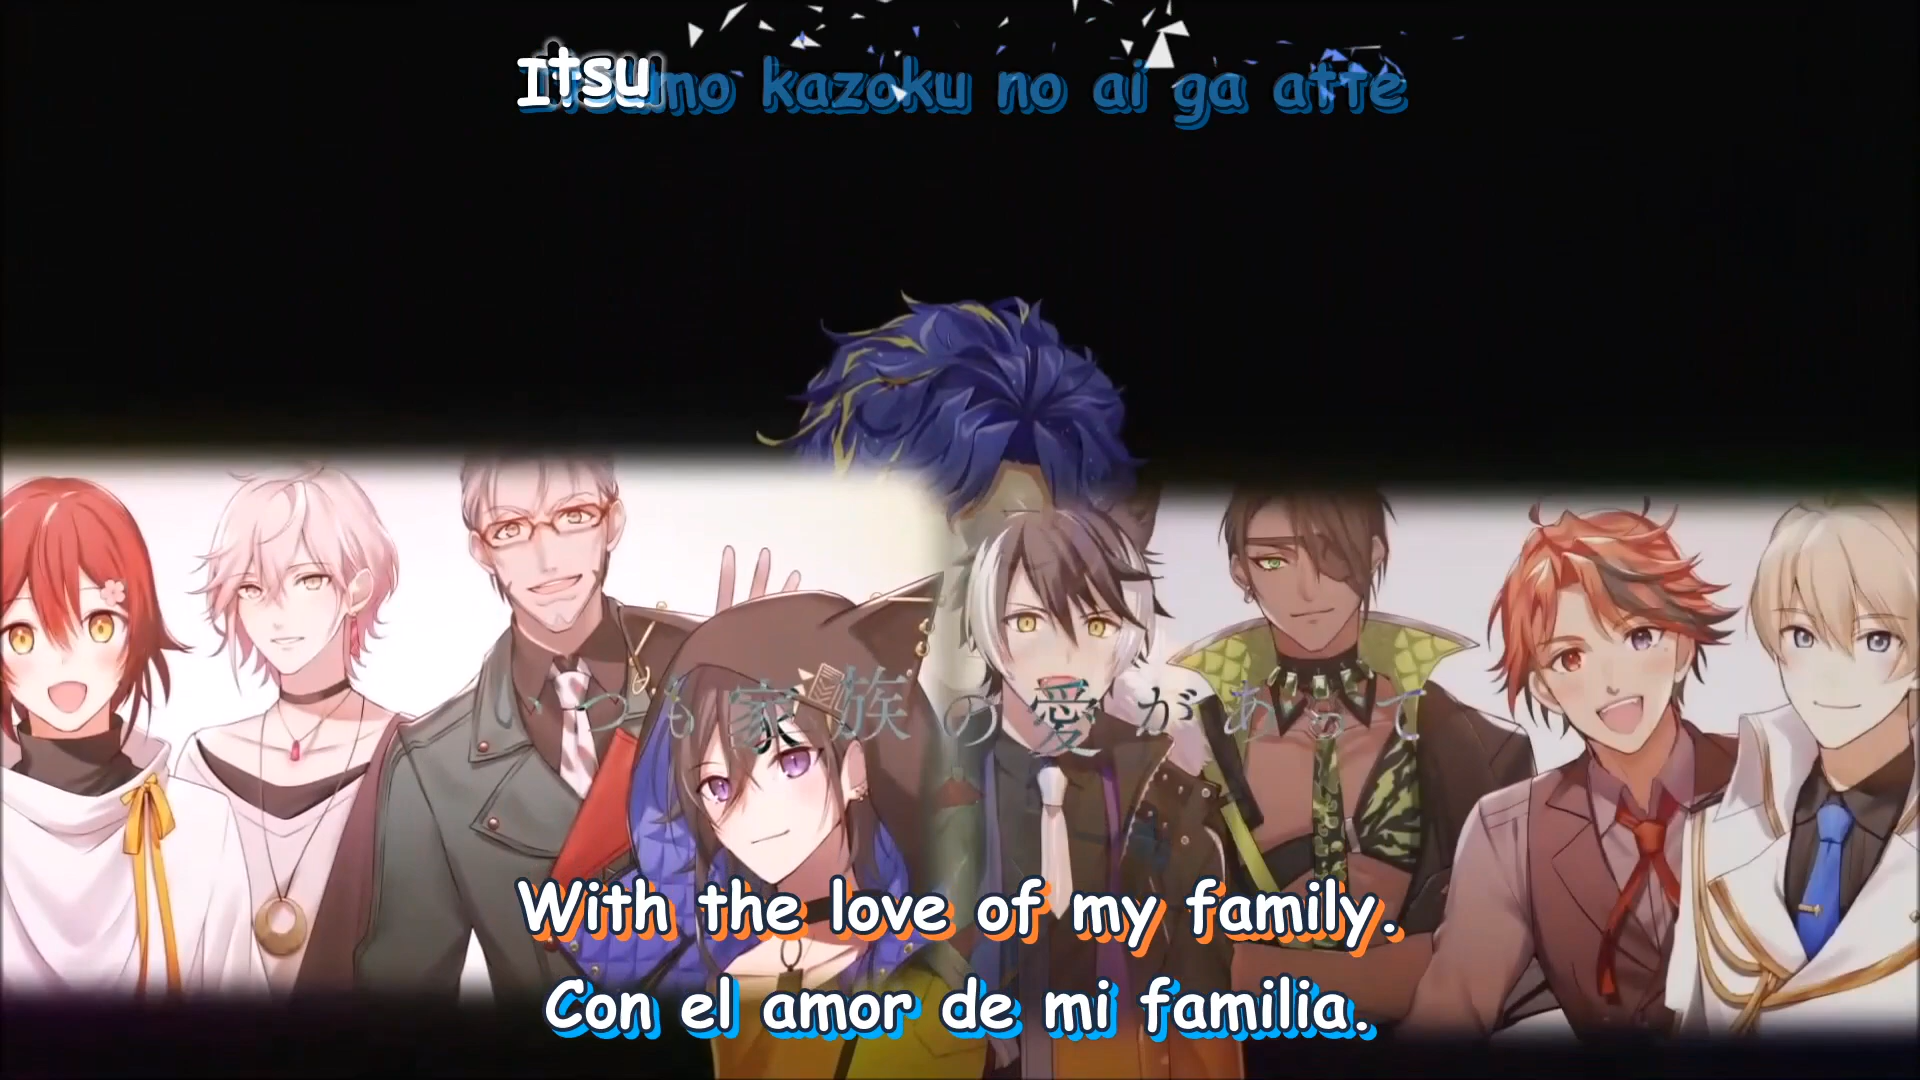 Itsumo kazoku no ai ga atte
いつも家族の愛があって
With the love of my family.
Con el amor de mi familia.